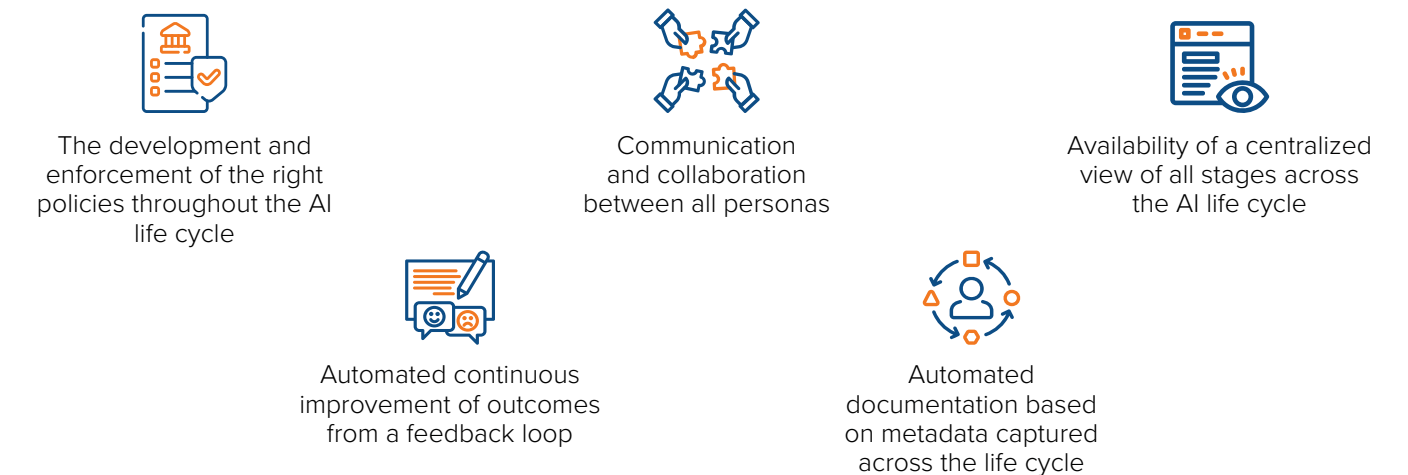 The development and
enforcement of the right
policies throughout the AI
life cycle
Communication
and collaboration
between all personas
Availability of a centralized
view of all stages across
the AI life cycle
Automated continuous
improvement of outcomes
from a feedback loop
Automated
documentation based
on metadata captured
across the life cycle